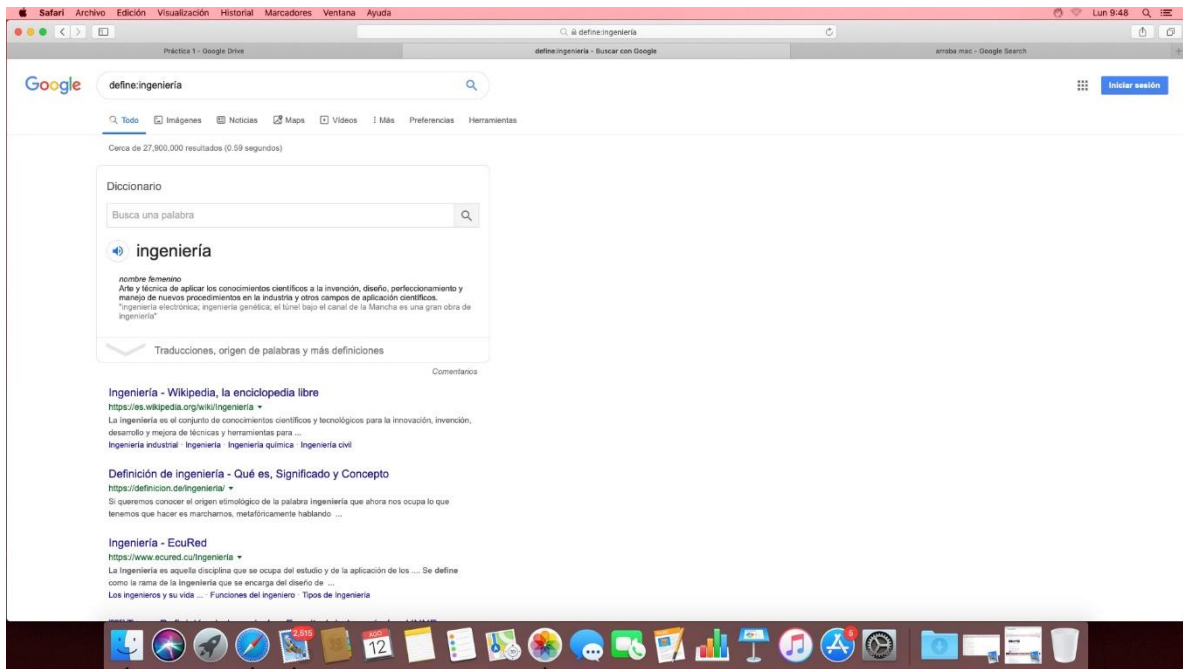 Safari Archivo Edición Visualización Historial Marcadores Ventana Ayuda Lun 9:48
define:ingeniería
Práctica 1 - Google Drive define:ingeniería - Buscar con Google arroba mac - Google Search
Google define:ingeniería Iniciar sesión
Todo Imágenes Noticias Maps Vídeos Más Preferencias Herramientas
Cerca de 27,900,000 resultados (0.59 segundos)
Diccionario
Busca una palabra
ingeniería
nombre femenino
Arte y técnica de aplicar los conocimientos científicos a la invención, diseño, perfeccionamiento y
manejo de nuevos procedimientos en la industria y otros campos de aplicación científicos.
"ingeniería electrónica; ingeniería genética; el túnel bajo el canal de la Mancha es una gran obra de
ingeniería"
Traducciones, origen de palabras y más definiciones
Comentarios
Ingeniería - Wikipedia, la enciclopedia libre
https://es.wikipedia.org/wiki/Ingeniería
La ingeniería es el conjunto de conocimientos científicos y tecnológicos para la innovación, invención,
desarrollo y mejora de técnicas y herramientas para ...
Ingeniería industrial · Ingeniería · Ingeniería química · Ingeniería civil
Definición de ingeniería - Qué es, Significado y Concepto
https://definicion.de/ingenieria/
Si queremos conocer el origen etimológico de la palabra ingeniería que ahora nos ocupa lo que
tenemos que hacer es marcharnos, metafóricamente hablando ...
Ingeniería - EcuRed
https://www.ecured.cu/Ingeniería
La Ingeniería es aquella disciplina que se ocupa del estudio y de la aplicación de los .... Se define
como la rama de la ingeniería que se encarga del diseño de ...
Los ingenieros y su vida ... · Funciones del ingeniero · Tipos de Ingeniería
2,515
AGO
12
5